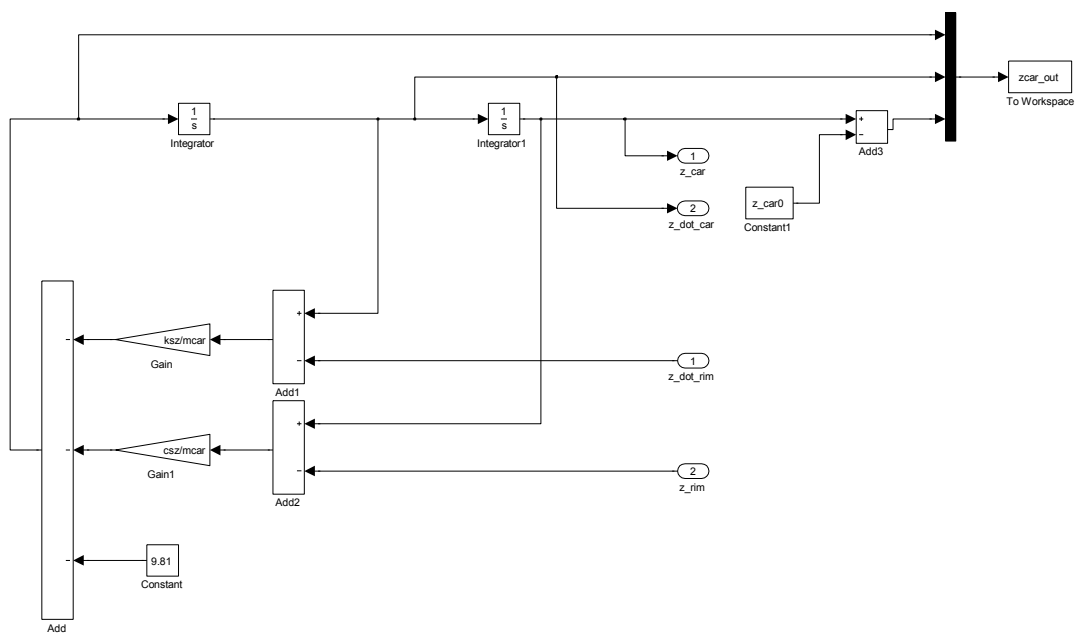 zcar_out
To Workspace
1
s
Integrator
1
s
Integrator1
+
−
Add3
1
z_car
z_car0
Constant1
2
z_dot_car
+
−
ksz/mcar
Gain
−
1
z_dot_rim
Add1
+
−
csz/mcar
Gain1
−
2
z_rim
Add2
−
9.81
Constant
Add